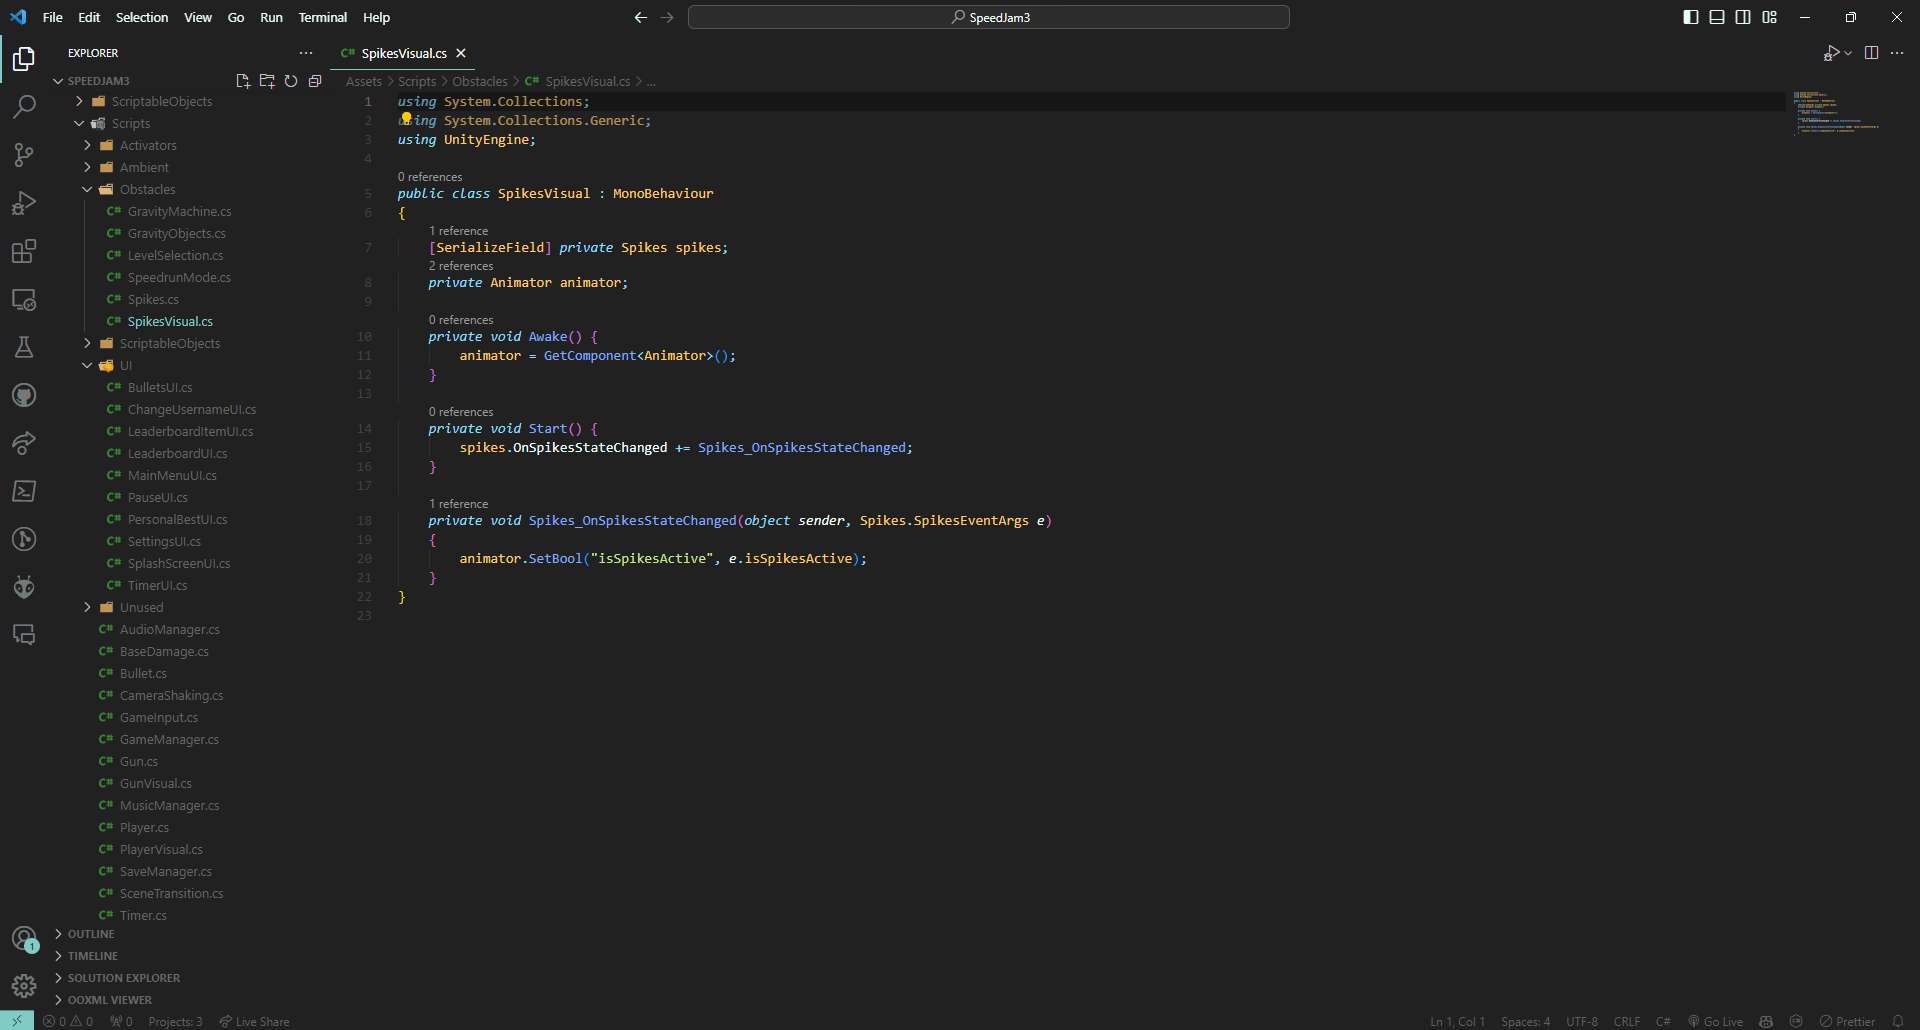 File Edit Selection View Go Run Terminal Help
SpeedJam3
EXPLORER
SPEEDJAM3
ScriptableObjects
Scripts
Activators
Ambient
Obstacles
C# GravityMachine.cs
C# GravityObjects.cs
C# LevelSelection.cs
C# SpeedrunMode.cs
C# Spikes.cs
C# SpikesVisual.cs
ScriptableObjects
UI
C# BulletsUI.cs
C# ChangeUsernameUI.cs
C# LeaderboardItemUI.cs
C# LeaderboardUI.cs
C# MainMenuUI.cs
C# PauseUI.cs
C# PersonalBestUI.cs
C# SettingsUI.cs
C# SplashScreenUI.cs
C# TimerUI.cs
Unused
C# AudioManager.cs
C# BaseDamage.cs
C# Bullet.cs
C# CameraShaking.cs
C# GameInput.cs
C# GameManager.cs
C# Gun.cs
C# GunVisual.cs
C# MusicManager.cs
C# Player.cs
C# PlayerVisual.cs
C# SaveManager.cs
C# SceneTransition.cs
C# Timer.cs
OUTLINE
TIMELINE
SOLUTION EXPLORER
OOXML VIEWER
1
C# SpikesVisual.cs
Assets > Scripts > Obstacles > C# SpikesVisual.cs > ...
1 using System.Collections;
2 using System.Collections.Generic;
3 using UnityEngine;
4
0 references
5 public class SpikesVisual : MonoBehaviour
6 {
1 reference
7 [SerializeField] private Spikes spikes;
2 references
8 private Animator animator;
9
0 references
10 private void Awake() {
11 animator = GetComponent<Animator>();
12 }
13
0 references
14 private void Start() {
15 spikes.OnSpikesStateChanged += Spikes_OnSpikesStateChanged;
16 }
17
1 reference
18 private void Spikes_OnSpikesStateChanged(object sender, Spikes.SpikesEventArgs e)
19 {
20 animator.SetBool("isSpikesActive", e.isSpikesActive);
21 }
22 }
23
0 0 0 Projects: 3 Live Share
Ln 1, Col 1 Spaces: 4 UTF-8 CRLF C# Go Live Prettier